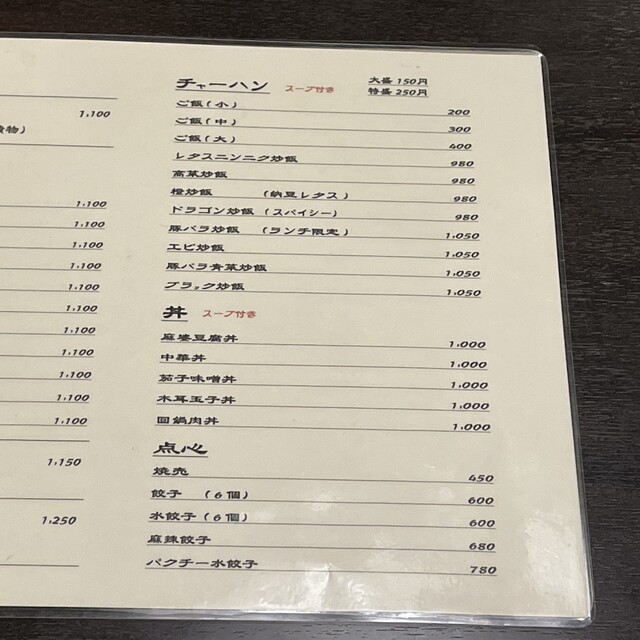 1,100
漬物）
1,100
1,100
1,100
1,100
1,100
1,100
1,100
1,100
1,100
1,100
1,150
1,250
チャーハン スープ付き 大盛 150円
特盛 250円
ご飯（小） 200
ご飯（中） 300
ご飯（大） 400
レタスニンニク炒飯 980
高菜炒飯 980
橙炒飯 （納豆レタス） 980
ドラゴン炒飯（スパイシー） 980
豚バラ炒飯 （ランチ限定） 1,050
エビ炒飯 1,050
豚バラ青菜炒飯 1,050
ブラック炒飯 1,050
丼 スープ付き
麻婆豆腐丼 1,000
中華丼 1,000
茄子味噌丼 1,000
木耳玉子丼 1,000
回鍋肉丼 1,000
点心
焼売 450
餃子 （6個） 600
水餃子（6個） 600
麻辣餃子 680
パクチー水餃子 780